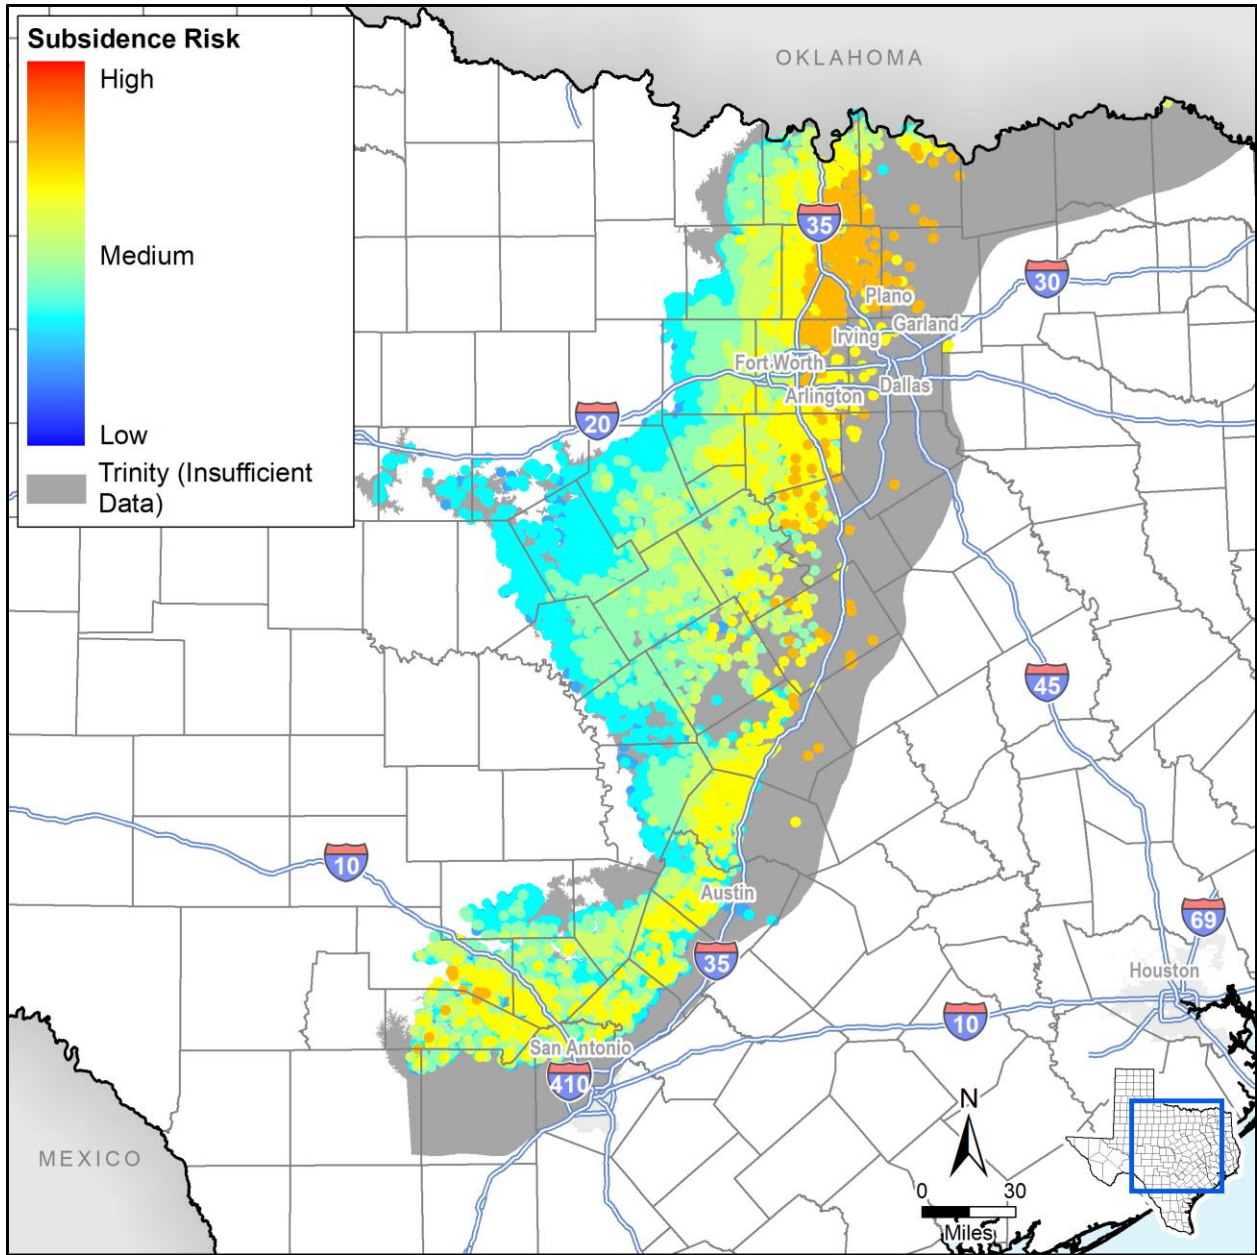 Subsidence Risk
High
Medium
Low
Trinity (Insufficient
Data)
OKLAHOMA
35
30
Plano
Garland
Irving
Fort Worth
Dallas
Arlington
20
45
10
Austin
69
35
Houston
10
San Antonio
410
N
MEXICO
0 30
Miles